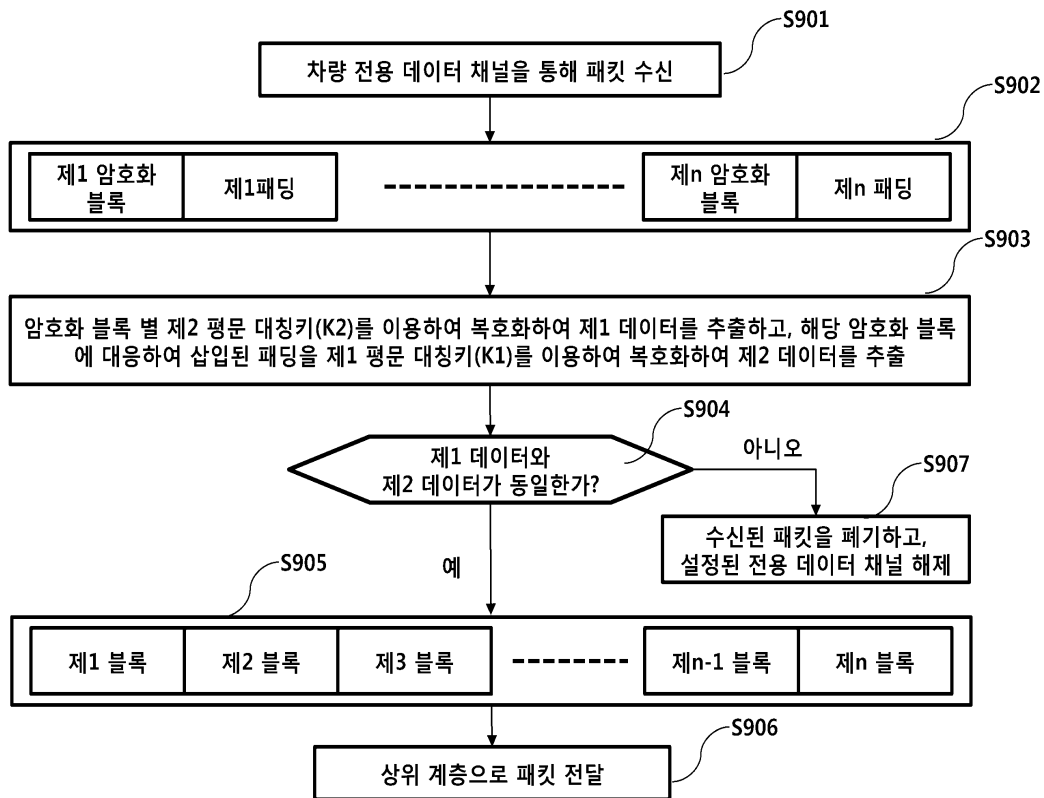 S901
차량 전용 데이터 채널을 통해 패킷 수신
S902
제1 암호화
블록
제1패딩
제n 암호화
블록
제n 패딩
S903
암호화 블록 별 제2 평문 대칭키(K2)를 이용하여 복호화하여 제1 데이터를 추출하고, 해당 암호화 블록
에 대응하여 삽입된 패딩을 제1 평문 대칭키(K1)를 이용하여 복호화하여 제2 데이터를 추출
S904
제1 데이터와
제2 데이터가 동일한가?
아니오
S907
수신된 패킷을 폐기하고,
설정된 전용 데이터 채널 해제
예
S905
제1 블록
제2 블록
제3 블록
제n-1 블록
제n 블록
S906
상위 계층으로 패킷 전달